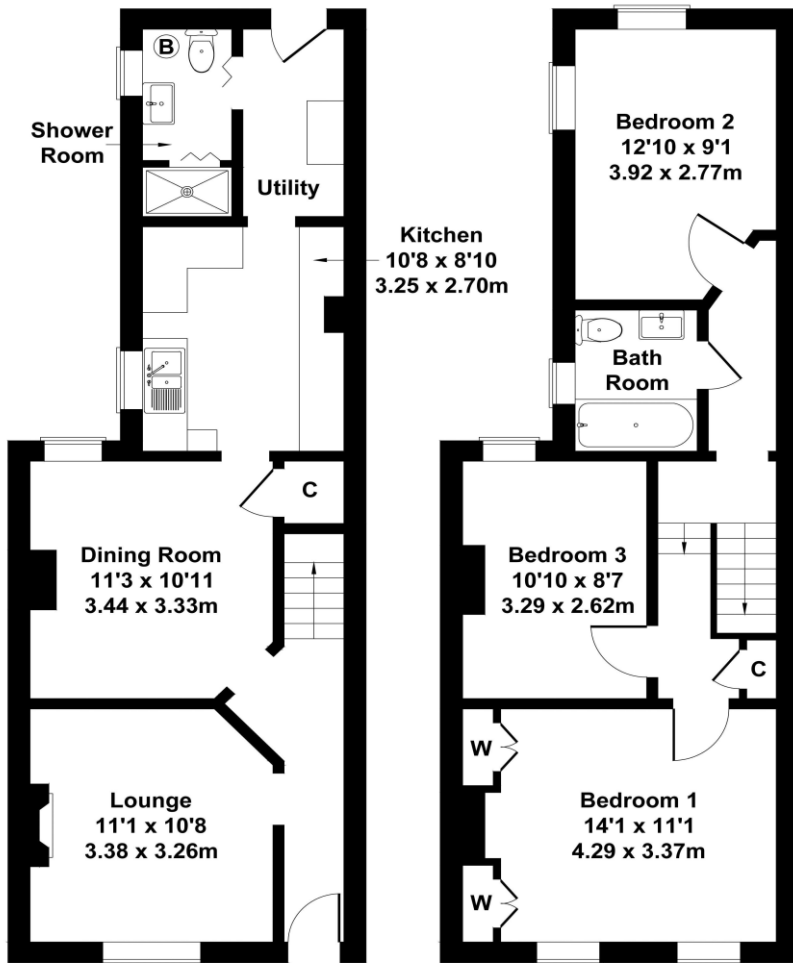 B
Shower
Room
Utility
Kitchen
10'8 x 8'10
3.25 x 2.70m
C
Dining Room
11'3 x 10'11
3.44 x 3.33m
Lounge
11'1 x 10'8
3.38 x 3.26m
Bedroom 2
12'10 x 9'1
3.92 x 2.77m
Bath
Room
Bedroom 3
10'10 x 8'7
3.29 x 2.62m
C
W
Bedroom 1
14'1 x 11'1
4.29 x 3.37m
W